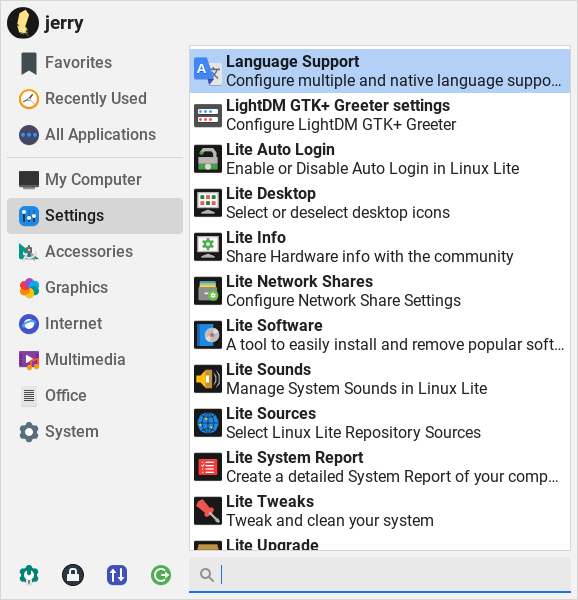 jerry
Favorites
Recently Used
All Applications
My Computer
Settings
Accessories
Graphics
Internet
Multimedia
Office
System
Language Support
Configure multiple and native language suppo…
LightDM GTK+ Greeter settings
Configure LightDM GTK+ Greeter
Lite Auto Login
Enable or Disable Auto Login in Linux Lite
Lite Desktop
Select or deselect desktop icons
Lite Info
Share Hardware info with the community
Lite Network Shares
Configure Network Share Settings
Lite Software
A tool to easily install and remove popular soft…
Lite Sounds
Manage System Sounds in Linux Lite
Lite Sources
Select Linux Lite Repository Sources
Lite System Report
Create a detailed System Report of your comp…
Lite Tweaks
Tweak and clean your system
Lite Upgrade